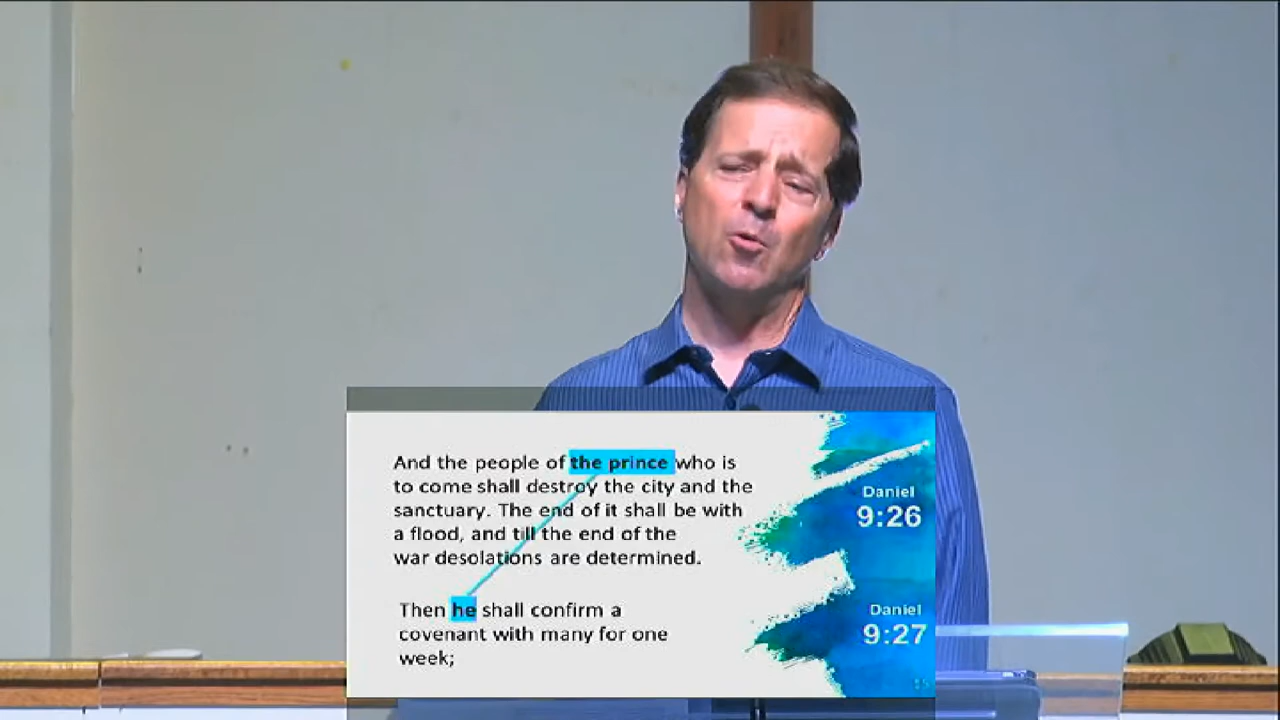 And the people of the prince who is
to come shall destroy the city and the
sanctuary. The end of it shall be with
a flood, and till the end of the
war desolations are determined.
Daniel
9:26
Then he shall confirm a
covenant with many for one
week;
Daniel
9:27